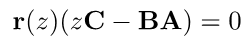 r(z)(zC − BA) = 0